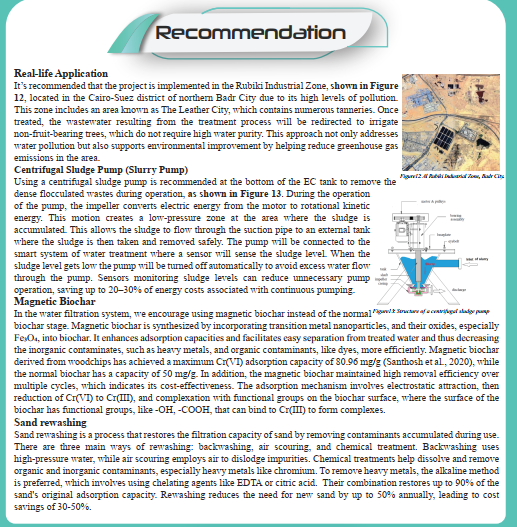 Recommendation
Real-life Application
It's recommended that the project is implemented in the Rubiki Industrial Zone, shown in Figure
12, located in the Cairo-Suez district of northern Badr City due to its high levels of pollution.
This zone includes an area known as The Leather City, which contains numerous tanneries. Once
treated, the wastewater resulting from the treatment process will be redirected to irrigate
non-fruit-bearing trees, which do not require high water purity. This approach not only addresses
water pollution but also supports environmental improvement by helping reduce greenhouse gas
emissions in the area.
Figure12 Al Rubiki Industrial Zone, Badr City.
Centrifugal Sludge Pump (Slurry Pump)
Using a centrifugal sludge pump is recommended at the bottom of the EC tank to remove the
dense flocculated wastes during operation, as shown in Figure 13. During the operation
of the pump, the impeller converts electric energy from the motor to rotational kinetic
energy. This motion creates a low-pressure zone at the area where the sludge is
accumulated. This allows the sludge to flow through the suction pipe to an external tank
where the sludge is then taken and removed safely. The pump will be connected to the
smart system of water treatment where a sensor will sense the sludge level. When the
sludge level gets low the pump will be turned off automatically to avoid excess water flow
through the pump. Sensors monitoring sludge levels can reduce unnecessary pump
operation, saving up to 20–30% of energy costs associated with continuous pumping.
motor & pulleys
bearing
assembly
inlet of slurry
tank
shaft
impeller
casing
discharge
Figure13. Structure of a centrifugal sludge pump
Magnetic Biochar
In the water filtration system, we encourage using magnetic biochar instead of the normal
biochar stage. Magnetic biochar is synthesized by incorporating transition metal nanoparticles, and their oxides, especially
Fe₃O₄, into biochar. It enhances adsorption capacities and facilitates easy separation from treated water and thus decreasing
the inorganic contaminates, such as heavy metals, and organic contaminants, like dyes, more efficiently. Magnetic biochar
derived from woodchips has achieved a maximum Cr(VI) adsorption capacity of 80.96 mg/g (Santhosh et al., 2020), while
the normal biochar has a capacity of 50 mg/g. In addition, the magnetic biochar maintained high removal efficiency over
multiple cycles, which indicates its cost-effectiveness. The adsorption mechanism involves electrostatic attraction, then
reduction of Cr(VI) to Cr(III), and complexation with functional groups on the biochar surface, where the surface of the
biochar has functional groups, like -OH, -COOH, that can bind to Cr(III) to form complexes.
Sand rewashing
Sand rewashing is a process that restores the filtration capacity of sand by removing contaminants accumulated during use.
There are three main ways of rewashing: backwashing, air scouring, and chemical treatment. Backwashing uses
high-pressure water, while air scouring employs air to dislodge impurities. Chemical treatments help dissolve and remove
organic and inorganic contaminants, especially heavy metals like chromium. To remove heavy metals, the alkaline method
is preferred, which involves using chelating agents like EDTA or citric acid. Their combination restores up to 90% of the
sand's original adsorption capacity. Rewashing reduces the need for new sand by up to 50% annually, leading to cost
savings of 30-50%.